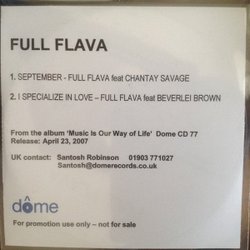 FULL FLAVA
1. SEPTEMBER - FULL FLAVA feat CHANTAY SAVAGE
2. I SPECIALIZE IN LOVE – FULL FLAVA feat BEVERLEI BROWN
From the album 'Music Is Our Way of Life' Dome CD 77
Release: April 23, 2007
UK contact: Santosh Robinson 01903 771027
Santosh@domerecords.co.uk
dôme
For promotion use only – not for sale